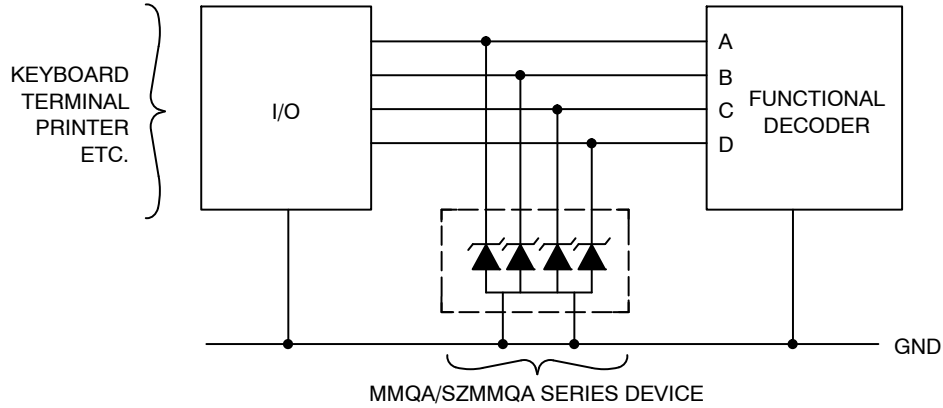 KEYBOARD
TERMINAL
PRINTER
ETC.
I/O
A
B
C
D
FUNCTIONAL
DECODER
GND
MMQA/SZMMQA SERIES DEVICE